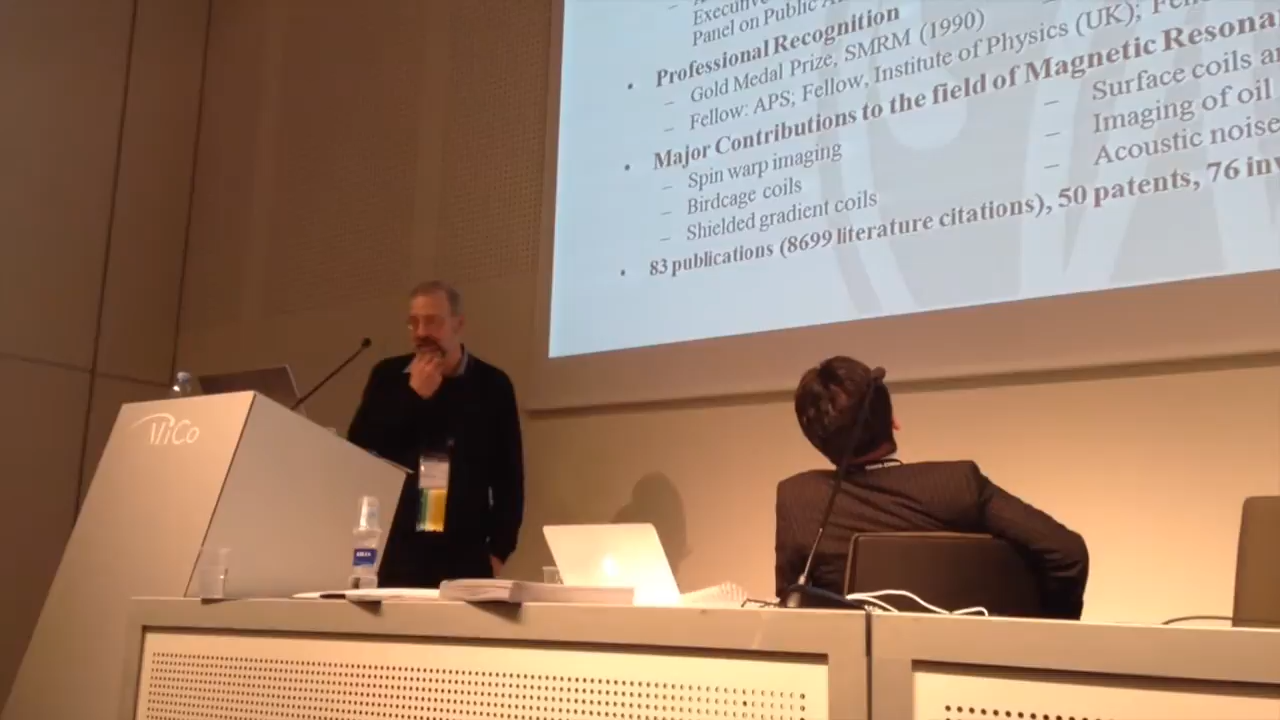 Executive
Panel on Public
Professional Recognition
– Gold Medal Prize, SMRM (1990)
– Fellow: APS; Fellow, Institute of Physics (UK);
Major Contributions to the field of Magnetic Resona
– Spin warp imaging
– Birdcage coils
– Shielded gradient coils
– Surface coils a
– Imaging of oil
– Acoustic noise
83 publications (8699 literature citations), 50 patents, 76 in
MiCo